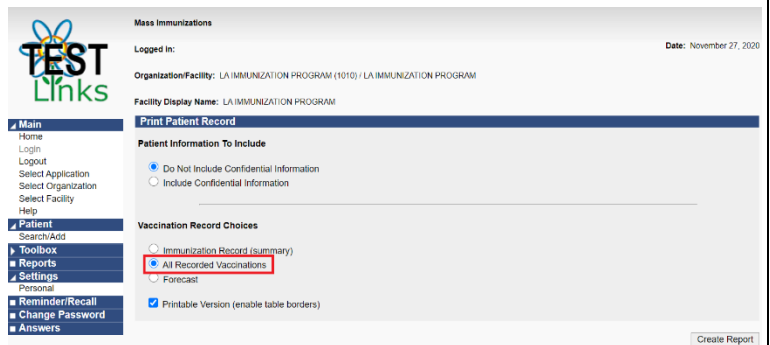 TEST
Links
Mass Immunizations
Logged in:
Date: November 27, 2020
Organization/Facility: LA IMMUNIZATION PROGRAM (1010) / LA IMMUNIZATION PROGRAM
Facility Display Name: LA IMMUNIZATION PROGRAM
Main
Home
Login
Logout
Select Application
Select Organization
Select Facility
Help
Patient
Search/Add
Toolbox
Reports
Settings
Personal
Reminder/Recall
Change Password
Answers
Print Patient Record
Patient Information To Include
Do Not Include Confidential Information
Include Confidential Information
Vaccination Record Choices
Immunization Record (summary)
All Recorded Vaccinations
Forecast
Printable Version (enable table borders)
Create Report